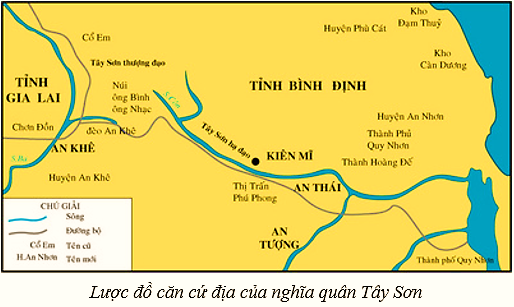 Kho
Đạm Thuỷ
Cổ Em
Huyện Phù Cát
Tây Sơn thượng đạo
Kho
Càn Dương
TỈNH
GIA LAI
Núi
ông Bình
ông Nhạc
TỈNH BÌNH ĐỊNH
S.Côn
Huyện An Nhơn
Chơn Đồn
đèo An Khê
Tây Sơn hạ đạo
Thành Phủ
Quy Nhơn
AN KHÊ
KIÊN MĨ
Thành Hoàng Đế
S.Ba
Huyện An Khê
Thị Trấn
Phú Phong
AN THÁI
CHÚ GIẢI
Sông
Đường bộ
Cổ Em Tên cũ
H.An Nhơn Tên mới
AN
TƯỢNG
Thành phố Quy Nhơn
Lược đồ căn cứ địa của nghĩa quân Tây Sơn